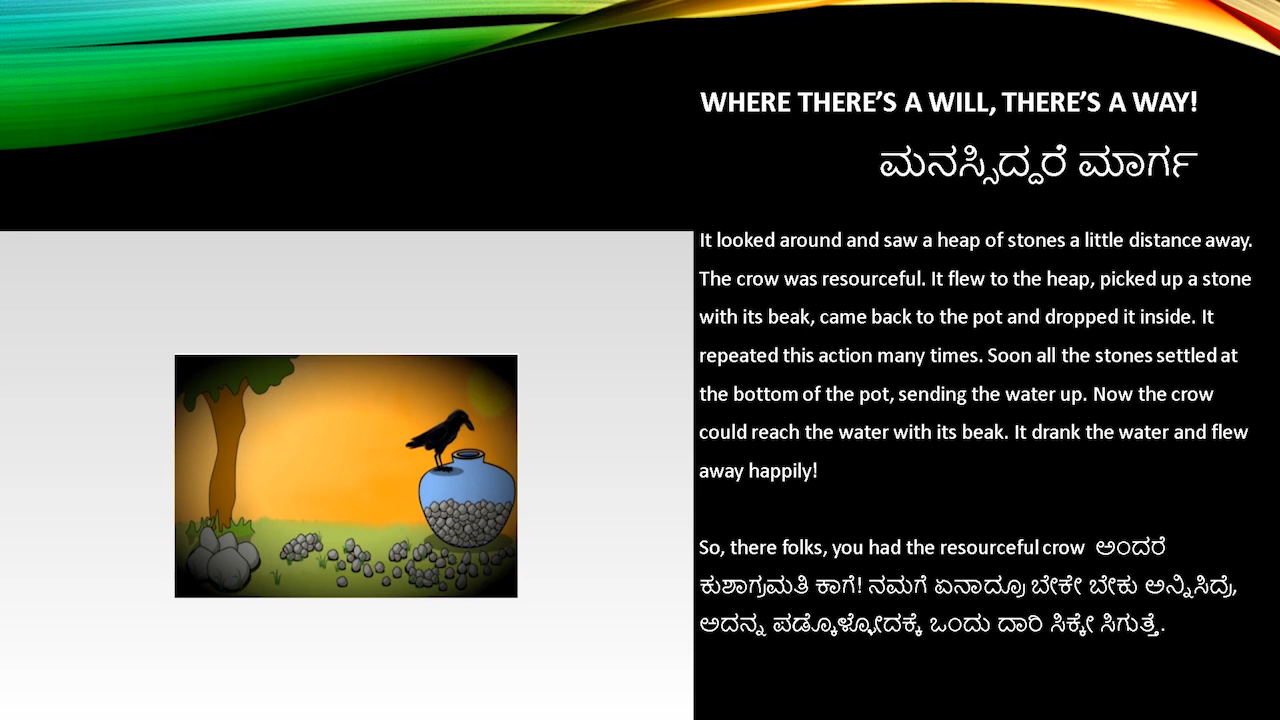 WHERE THERE’S A WILL, THERE’S A WAY!
ಮನಸ್ಸಿದ್ದರೆ ಮಾರ್ಗ
It looked around and saw a heap of stones a little distance away.
The crow was resourceful. It flew to the heap, picked up a stone
with its beak, came back to the pot and dropped it inside. It
repeated this action many times. Soon all the stones settled at
the bottom of the pot, sending the water up. Now the crow
could reach the water with its beak. It drank the water and flew
away happily!
So, there folks, you had the resourceful crow ಅಂದರೆ
ಕುಶಾಗ್ರಮತಿ ಕಾಗೆ! ನಮಗೆ ಏನಾದ್ರೂ ಬೇಕೇ ಬೇಕು ಅನ್ನಿಸಿದ್ರೆ,
ಅದನ್ನ ಪಡ್ಕೊಳ್ಳೋದಕ್ಕೆ ಒಂದು ದಾರಿ ಸಿಕ್ಕೇ ಸಿಗುತ್ತೆ.